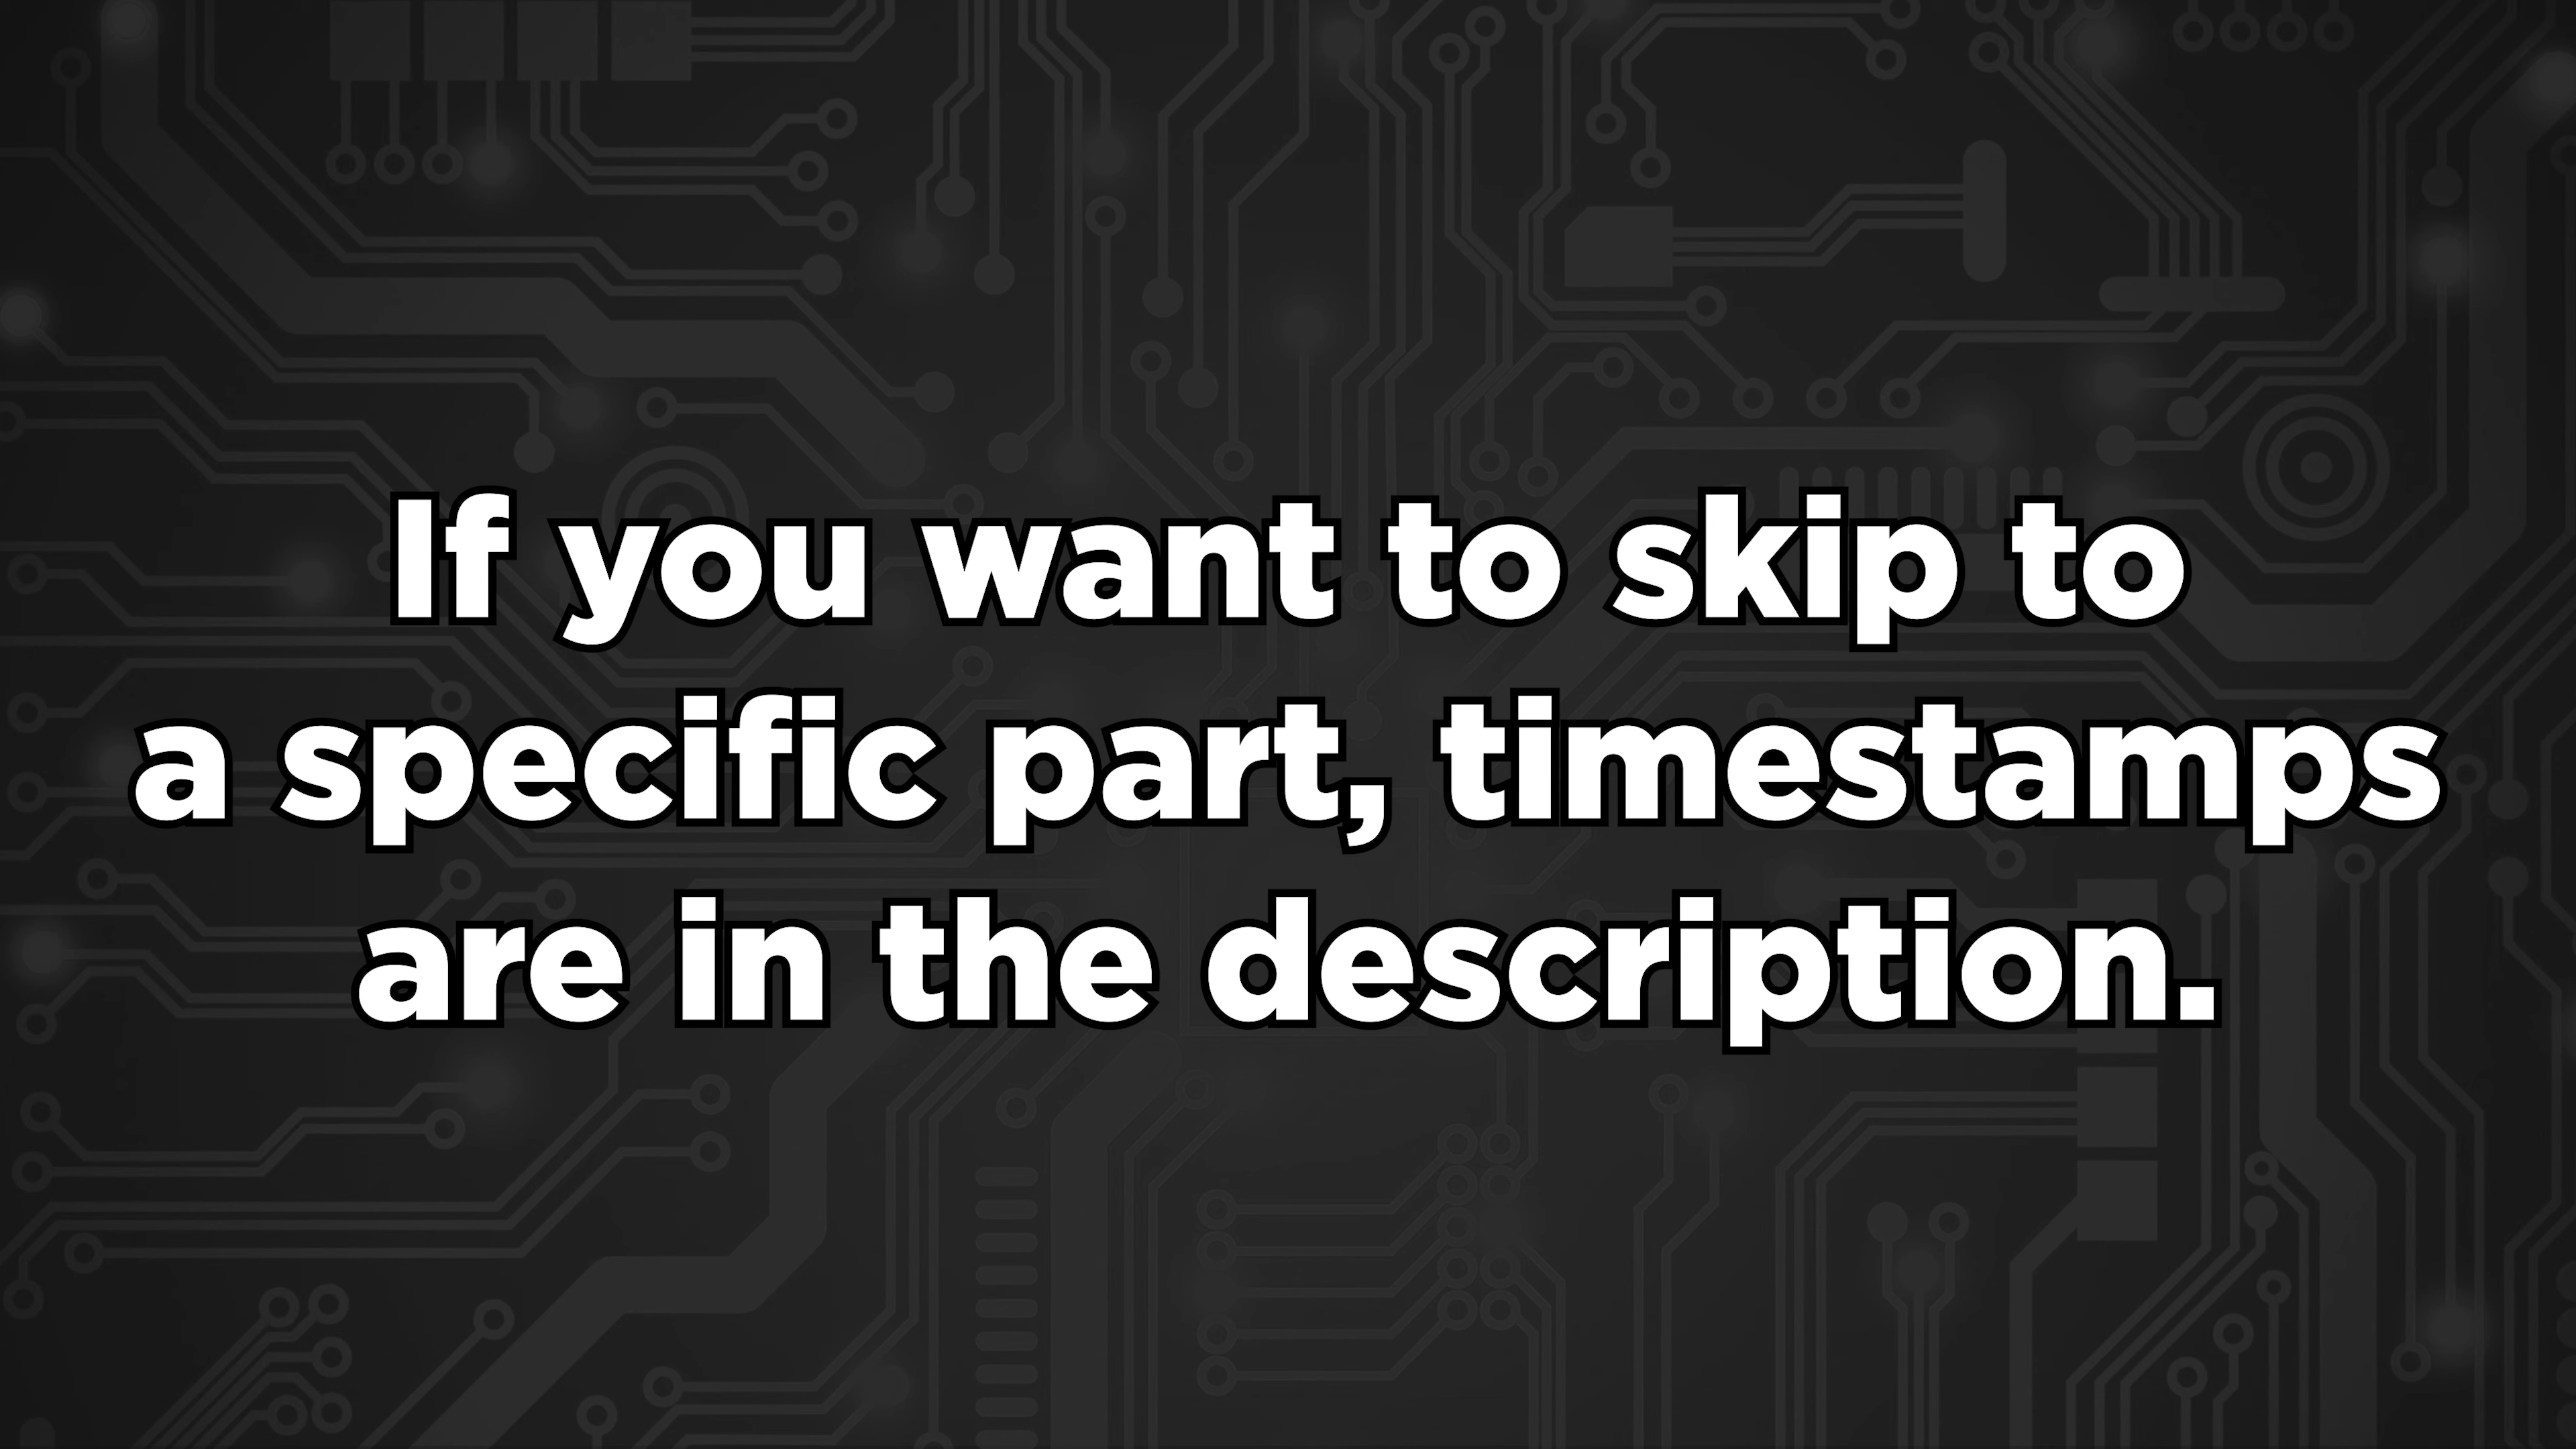 If you want to skip to
a specific part, timestamps
are in the description.